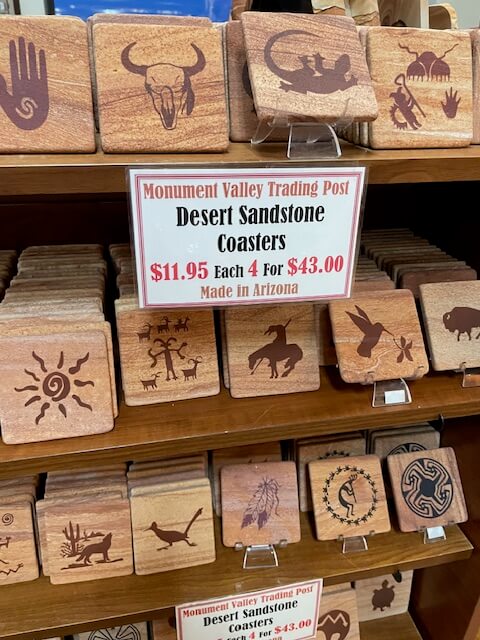 Monument Valley Trading Post
Desert Sandstone
Coasters
$11.95 Each 4 For $43.00
Made in Arizona
Monument Valley Trading Post
Desert Sandstone
Coasters
Each 4 For $43.00